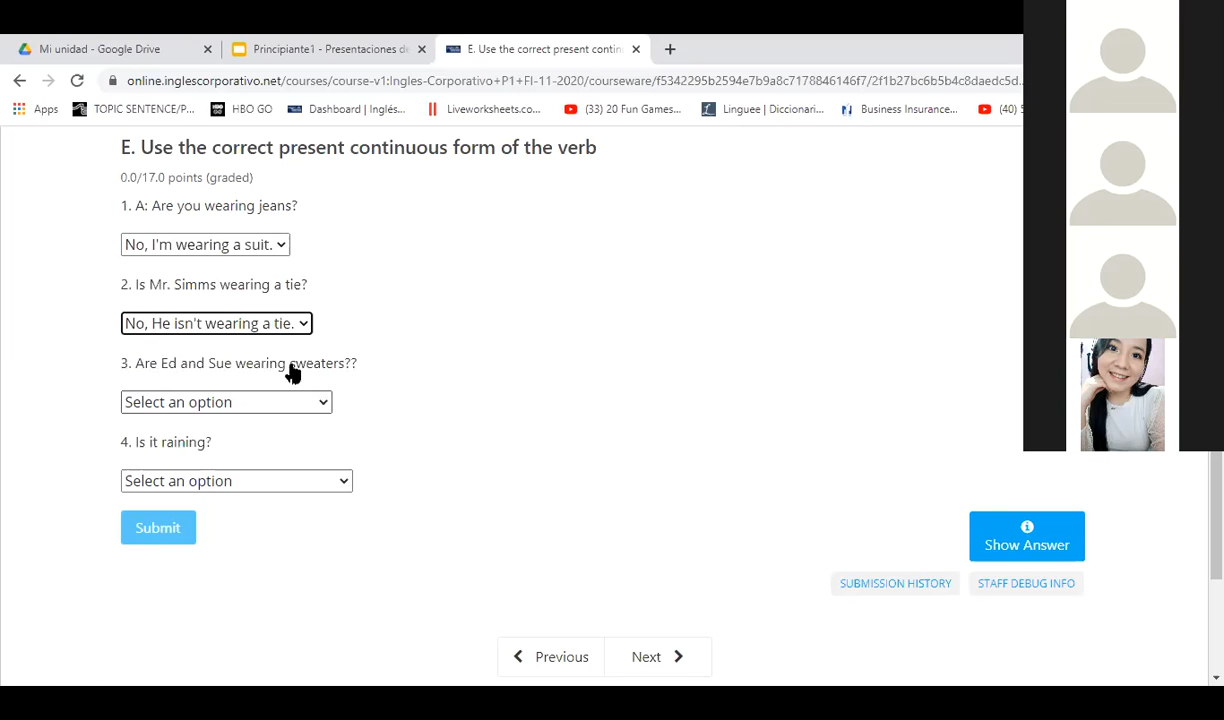 Mi unidad - Google Drive
Principiante1 - Presentaciones de
E. Use the correct present contin
online.inglescorporativo.net/courses/course-v1:Ingles-Corporativo+P1+FI-11-2020/courseware/f5342295b2594e7b9a8c7178846146f7/2f1b27bc6b5b4c8daedc5d...
Apps
TOPIC SENTENCE/P...
HBO GO
Dashboard | Inglés...
Liveworksheets.co...
(33) 20 Fun Games...
Linguee | Diccionari...
Business Insurance...
(40)
E. Use the correct present continuous form of the verb
0.0/17.0 points (graded)
1. A: Are you wearing jeans?
No, I'm wearing a suit.
2. Is Mr. Simms wearing a tie?
No, He isn't wearing a tie.
3. Are Ed and Sue wearing sweaters??
Select an option
4. Is it raining?
Select an option
Submit
Show Answer
SUBMISSION HISTORY
STAFF DEBUG INFO
Previous
Next